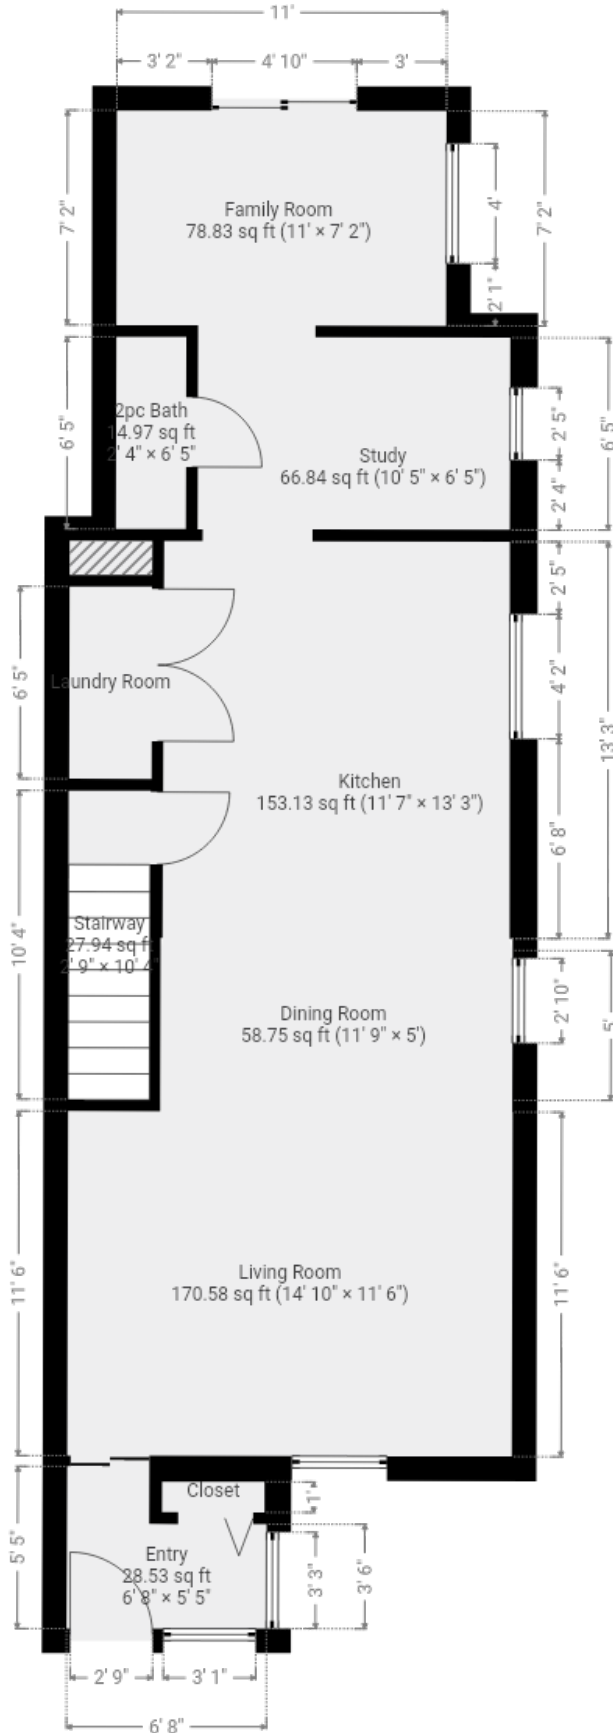 11'
3' 2"
4' 10"
3'
7' 2"
4'
7' 2"
2' 1"
Family Room
78.83 sq ft (11' × 7' 2")
6' 5"
2pc Bath
14.97 sq ft
2' 4" × 6' 5"
Study
66.84 sq ft (10' 5" × 6' 5")
2' 5"
6' 5"
2' 4"
2' 5"
6' 5"
Laundry Room
4' 2"
13' 3"
Kitchen
153.13 sq ft (11' 7" × 13' 3")
6' 8"
10' 4"
Stairway
27.94 sq ft
2' 9" × 10' 4"
Dining Room
58.75 sq ft (11' 9" × 5')
2' 10"
5'
11' 6"
Living Room
170.58 sq ft (14' 10" × 11' 6")
11' 6"
Closet
1'
5' 5"
Entry
28.53 sq ft
6' 8" × 5' 5"
3' 3"
3' 6"
2' 9"
3' 1"
6' 8"